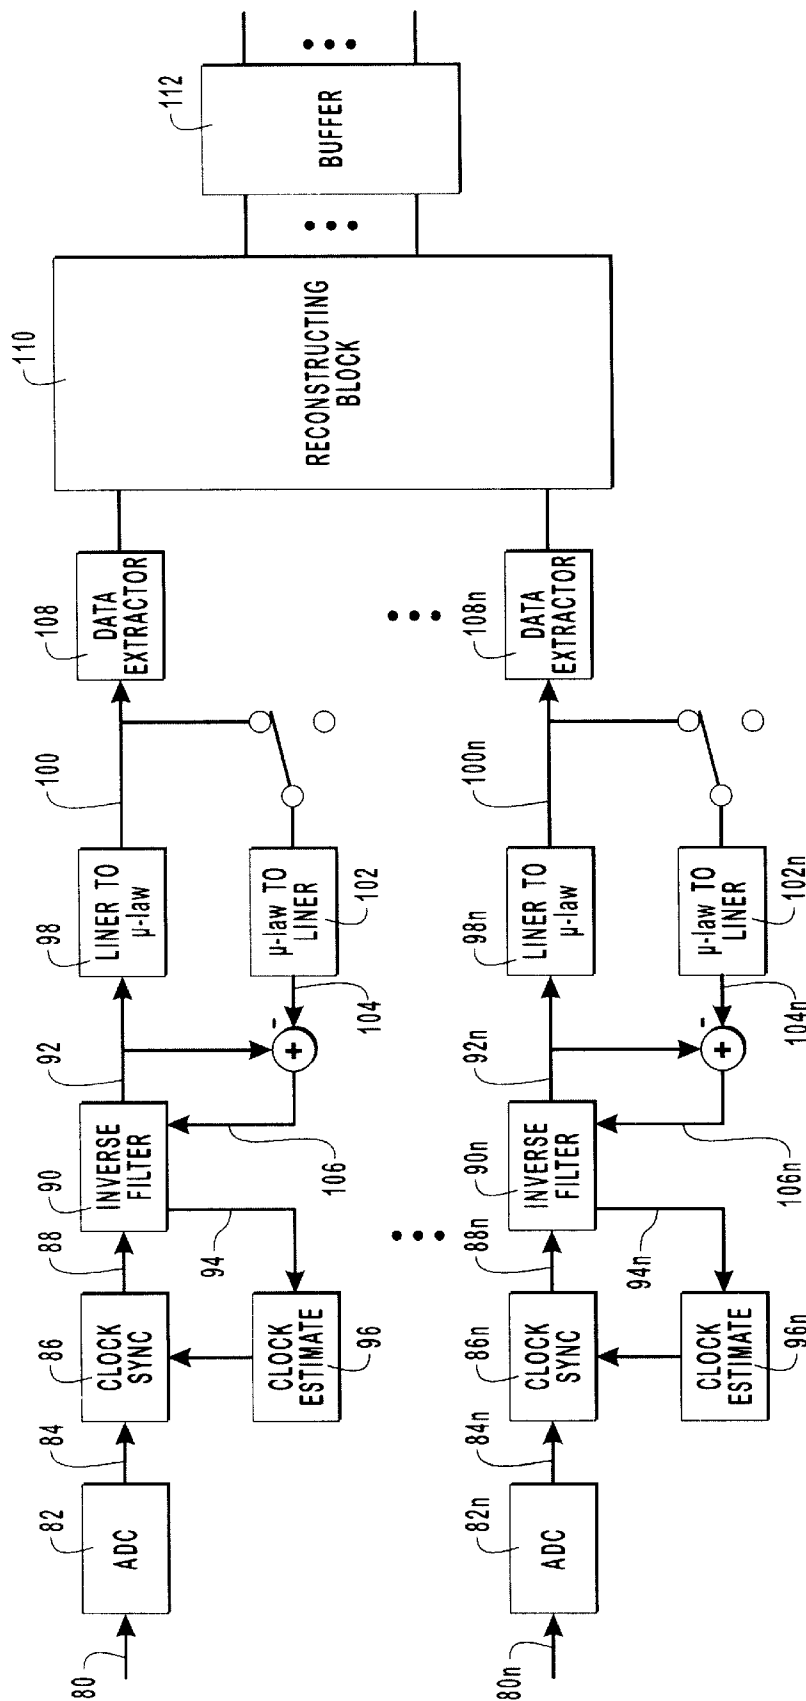 80
82
ADC
84
86
CLOCK
SYNC
88
90
INVERSE
FILTER
92
98
LINER TO
µ-law
100
108
DATA
EXTRACTOR
110
RECONSTRUCTING
BLOCK
112
BUFFER
94
CLOCK
ESTIMATE
96
106
+
-
104
µ-law TO
LINER
102
80n
82n
ADC
84n
86n
CLOCK
SYNC
88n
90n
INVERSE
FILTER
92n
98n
LINER TO
µ-law
100n
108n
DATA
EXTRACTOR
94n
CLOCK
ESTIMATE
96n
106n
+
-
104n
µ-law TO
LINER
102n